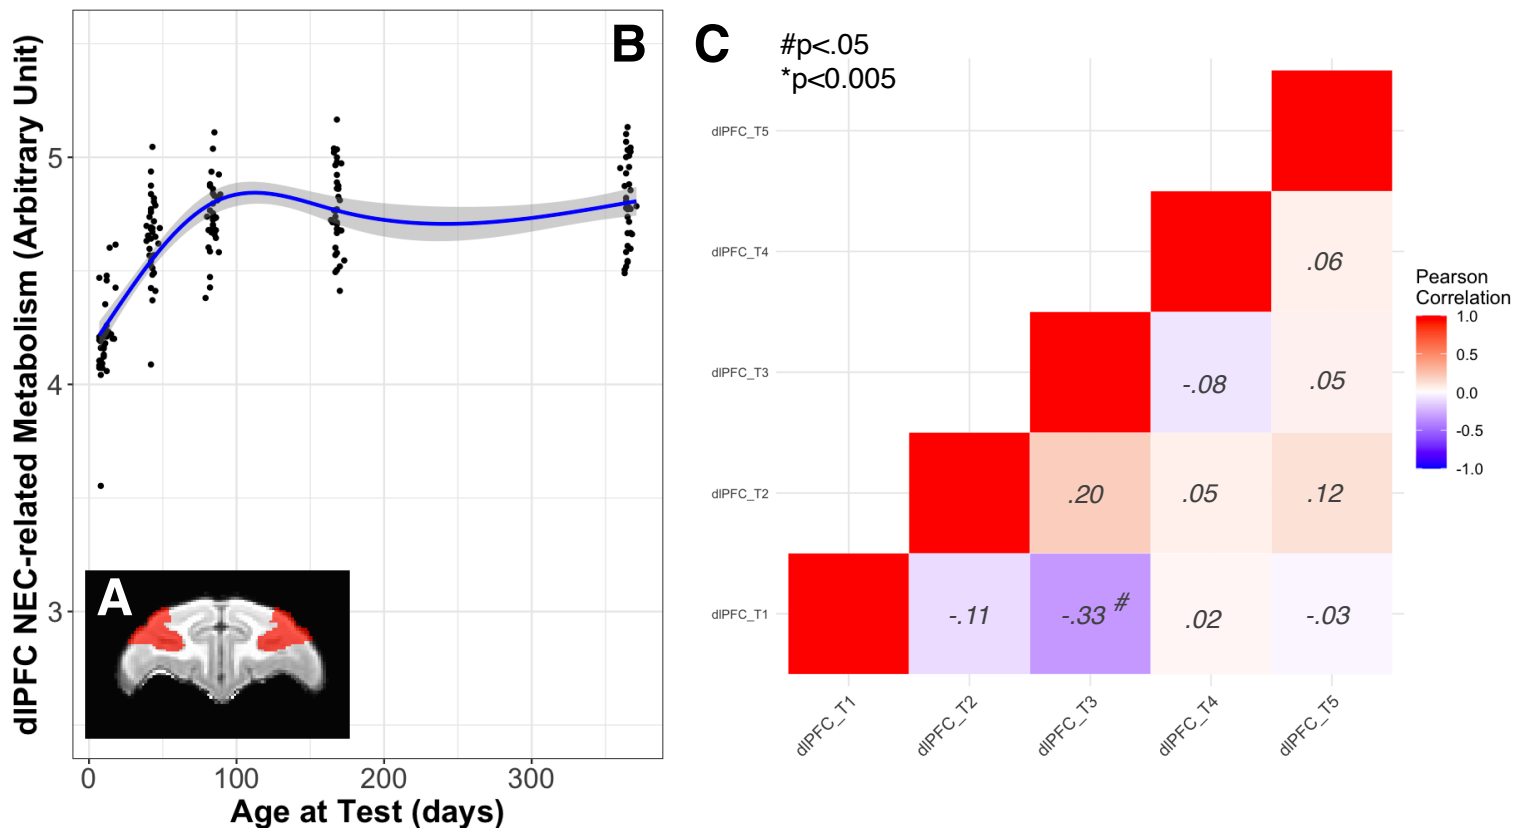 B
5
4
3
A
0 100 200 300
Age at Test (days)
dlPFC NEC-related Metabolism (Arbitrary Unit)
C
#p<.05
*p<0.005
dlPFC_T5
dlPFC_T4 .06
dlPFC_T3 -.08 .05
dlPFC_T2 .20 .05 .12
dlPFC_T1 -.11 -.33 # .02 -.03
dlPFC_T1 dlPFC_T2 dlPFC_T3 dlPFC_T4 dlPFC_T5
Pearson
Correlation
1.0
0.5
0.0
-0.5
-1.0